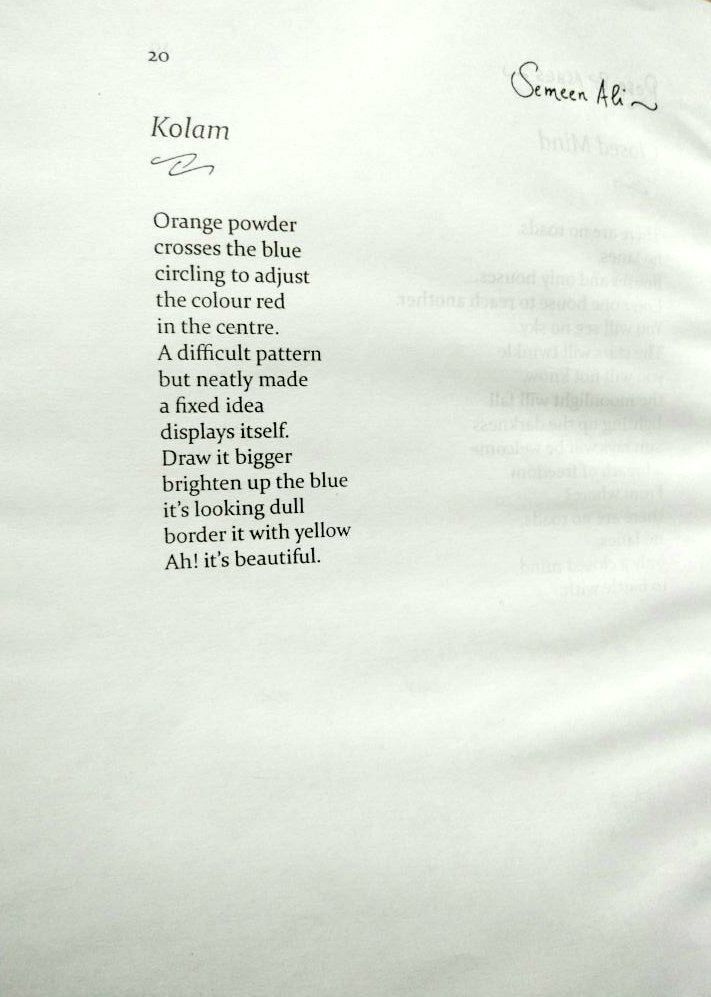 20
Semeen Ali
Kolam
Orange powder
crosses the blue
circling to adjust
the colour red
in the centre.
A difficult pattern
but neatly made
a fixed idea
displays itself.
Draw it bigger
brighten up the blue
it's looking dull
border it with yellow
Ah! it's beautiful.